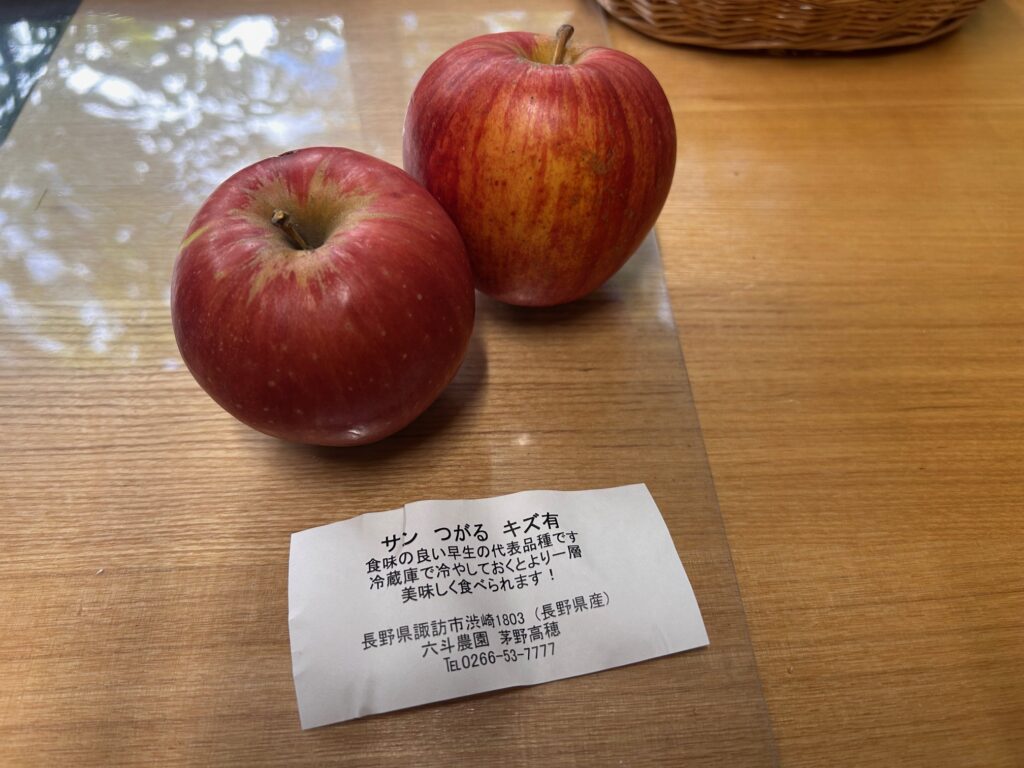 サン つがる キズ有
食味の良い早生の代表品種です
冷蔵庫で冷やしておくとより一層
美味しく食べられます！
長野県諏訪市渋崎1803（長野県産）
六斗農園 茅野高穂
℡0266-53-7777